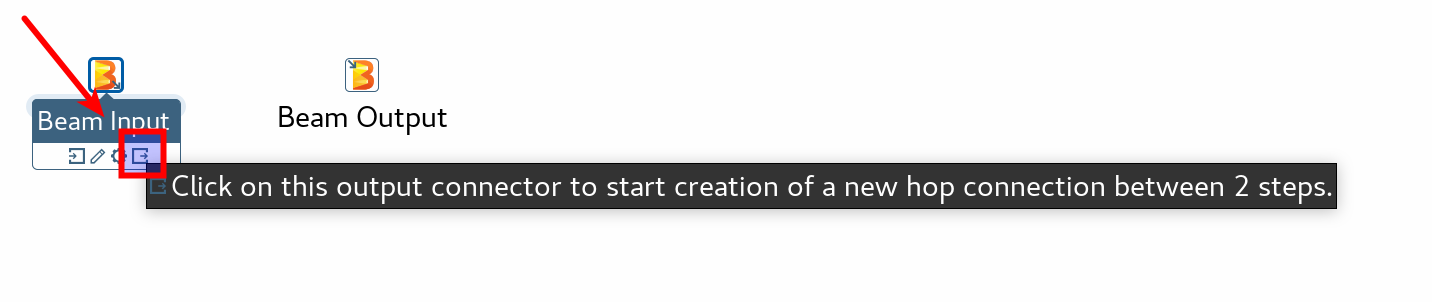 Beam Input
Beam Output
Click on this output connector to start creation of a new hop connection between 2 steps.